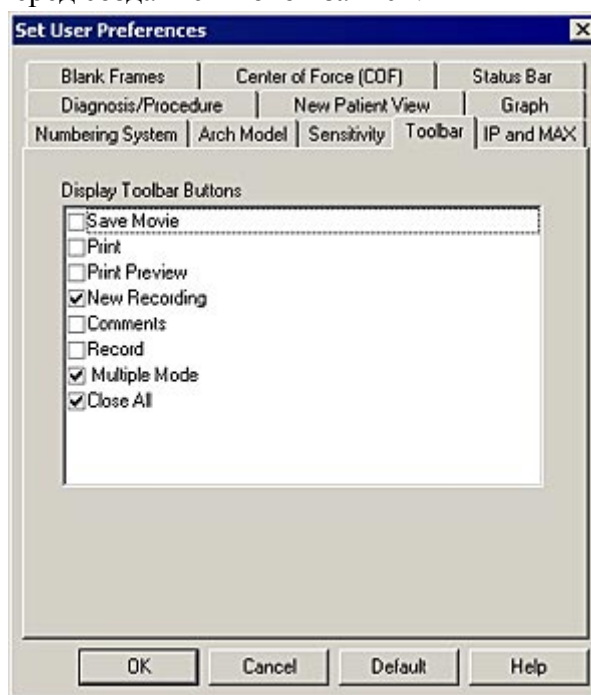 Set User Preferences
Blank Frames Center of Force (COF) Status Bar
Diagnosis/Procedure New Patient View Graph
Numbering System Arch Model Sensitivity Toolbar IP and MAX
Display Toolbar Buttons
Save Movie
Print
Print Preview
New Recording
Comments
Record
Multiple Mode
Close All
OK Cancel Default Help